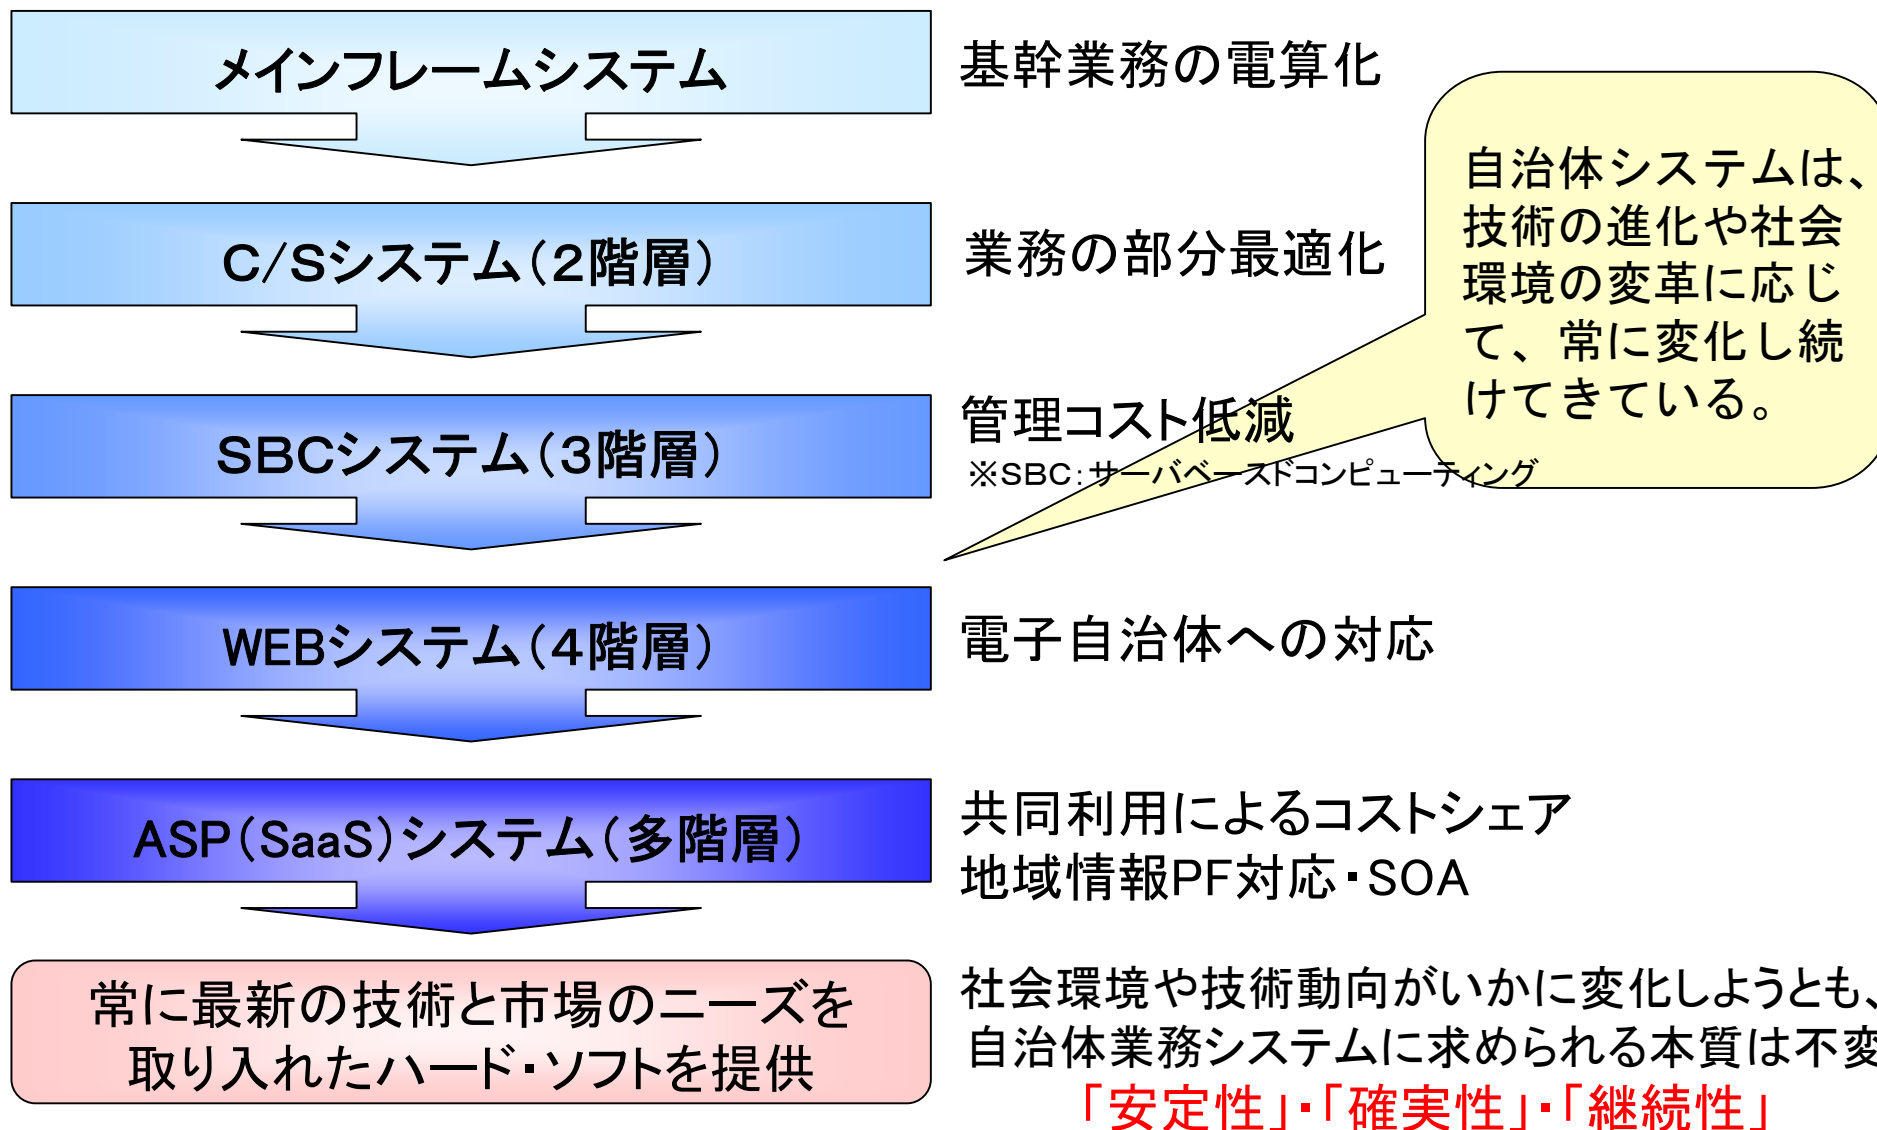 メインフレームシステム
基幹業務の電算化
C/Sシステム（2階層）
業務の部分最適化
自治体システムは、
技術の進化や社会
環境の変革に応じ
て、常に変化し続
けてきている。
SBCシステム（3階層）
管理コスト低減
※SBC：サーバベースドコンピューティング
WEBシステム（4階層）
電子自治体への対応
ASP（SaaS）システム（多階層）
共同利用によるコストシェア
地域情報PF対応・SOA
常に最新の技術と市場のニーズを
取り入れたハード・ソフトを提供
社会環境や技術動向がいかに変化しようとも、
自治体業務システムに求められる本質は不変
「安定性」・「確実性」・「継続性」